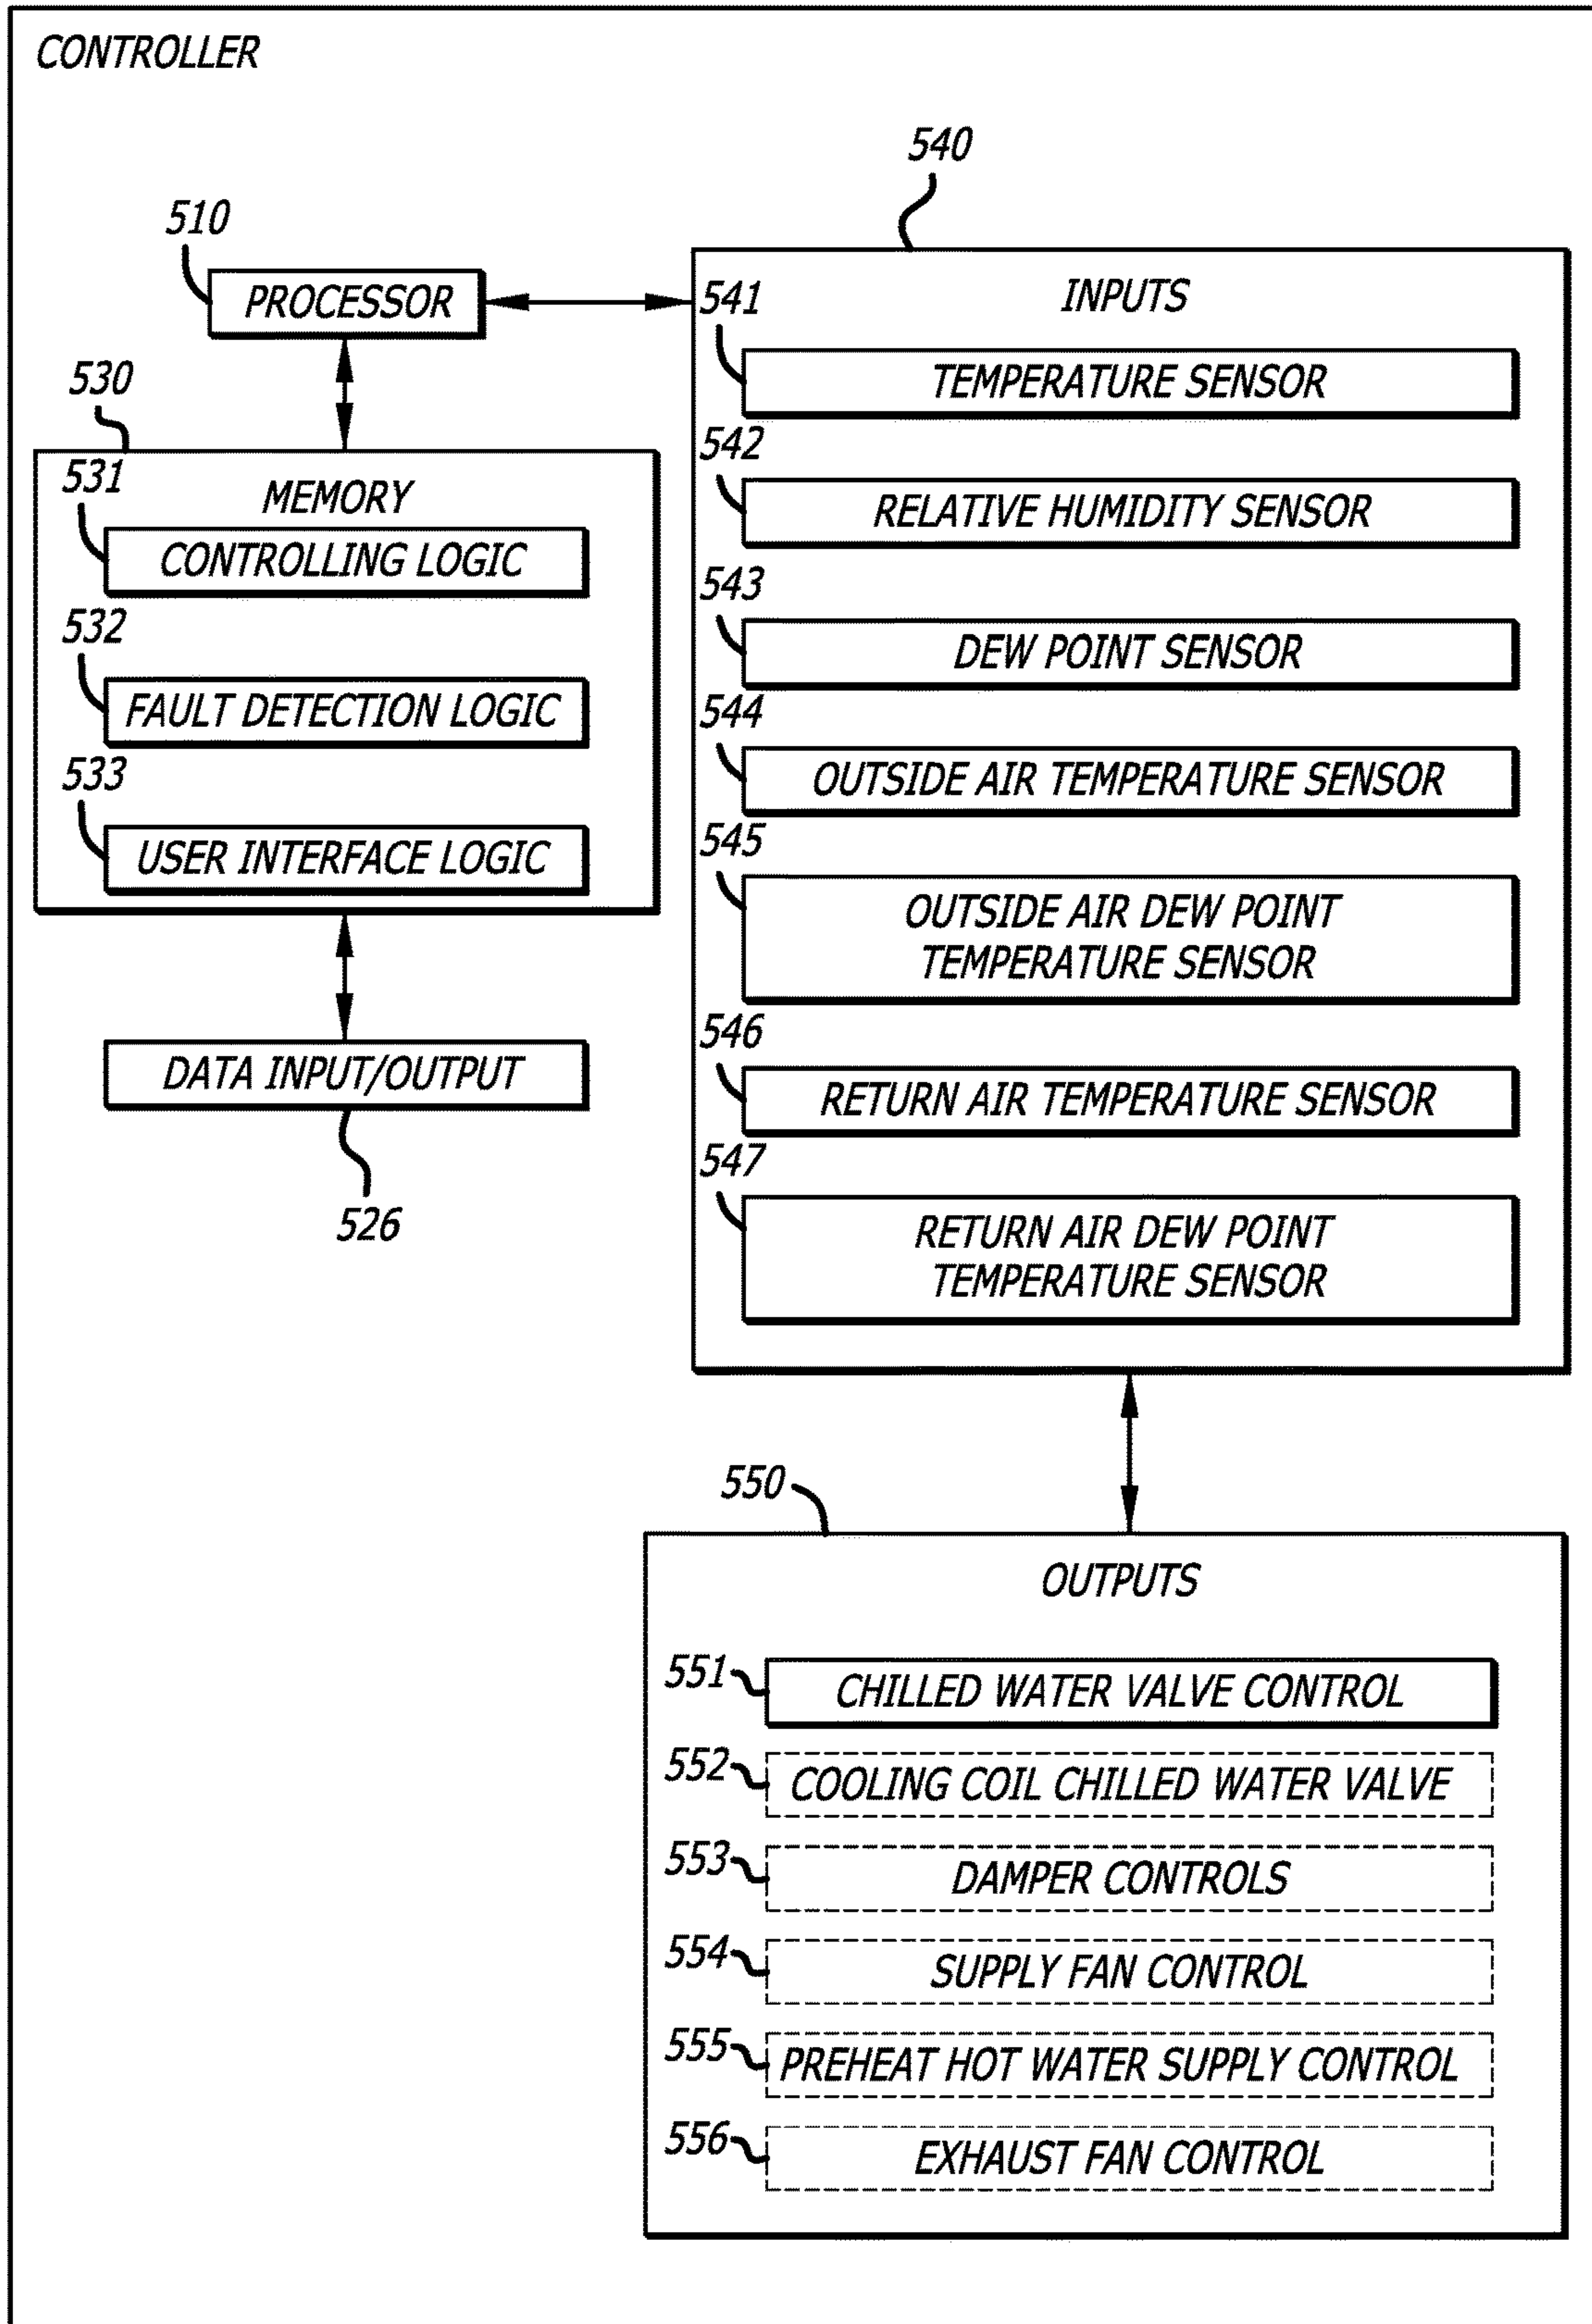 CONTROLLER
540
510
PROCESSOR
INPUTS
541
TEMPERATURE SENSOR
530
MEMORY
531
CONTROLLING LOGIC
532
FAULT DETECTION LOGIC
533
USER INTERFACE LOGIC
DATA INPUT/OUTPUT
526
542
RELATIVE HUMIDITY SENSOR
543
DEW POINT SENSOR
544
OUTSIDE AIR TEMPERATURE SENSOR
545
OUTSIDE AIR DEW POINT
TEMPERATURE SENSOR
546
RETURN AIR TEMPERATURE SENSOR
547
RETURN AIR DEW POINT
TEMPERATURE SENSOR
550
OUTPUTS
551
CHILLED WATER VALVE CONTROL
552
COOLING COIL CHILLED WATER VALVE
553
DAMPER CONTROLS
554
SUPPLY FAN CONTROL
555
PREHEAT HOT WATER SUPPLY CONTROL
556
EXHAUST FAN CONTROL